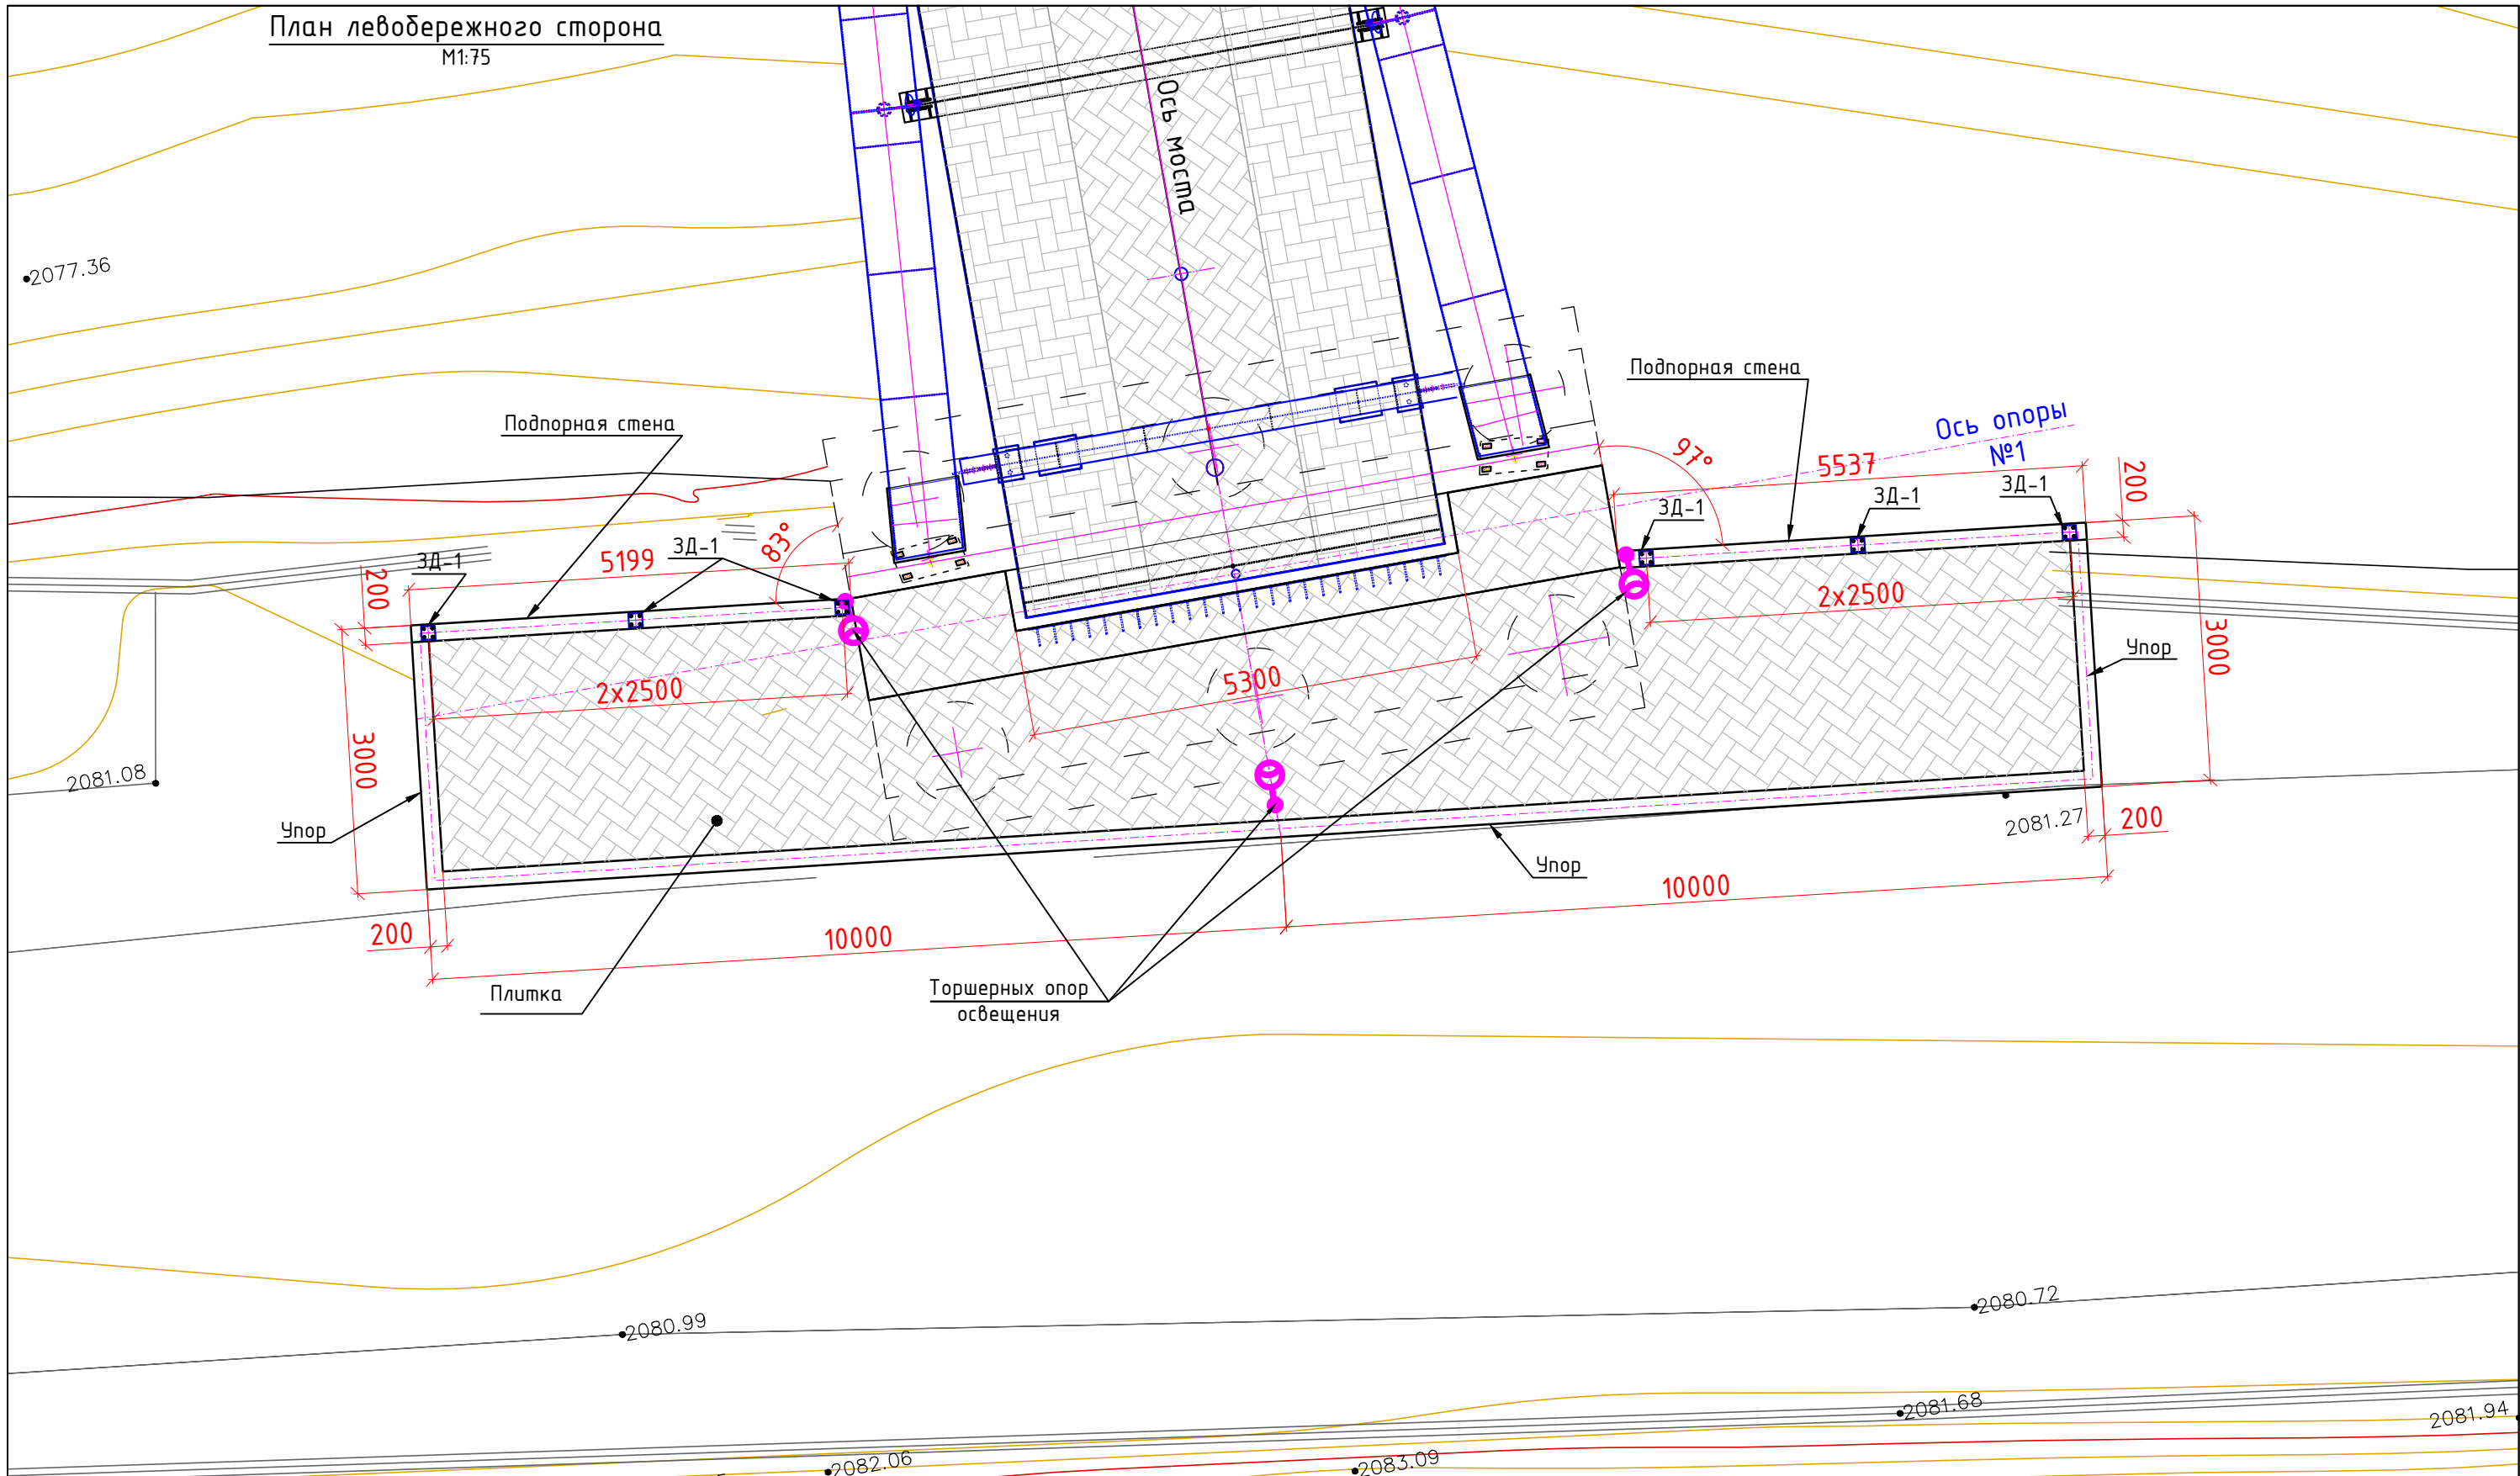 План левобережного сторона
М1:75
Ось моста
2077.36
Подпорная стена
Подпорная стена
Ось опоры
№1
97°
5537
200
ЗД-1
ЗД-1
ЗД-1
83°
5199
ЗД-1
ЗД-1
200
2х2500
2х2500
3000
Упор
5300
3000
2081.08
Упор
200
2081.27
Упор
10000
200
10000
Плитка
Торшерных опор
освещения
2080.99
2080.72
2081.68
2081.94
2082.06
2083.09